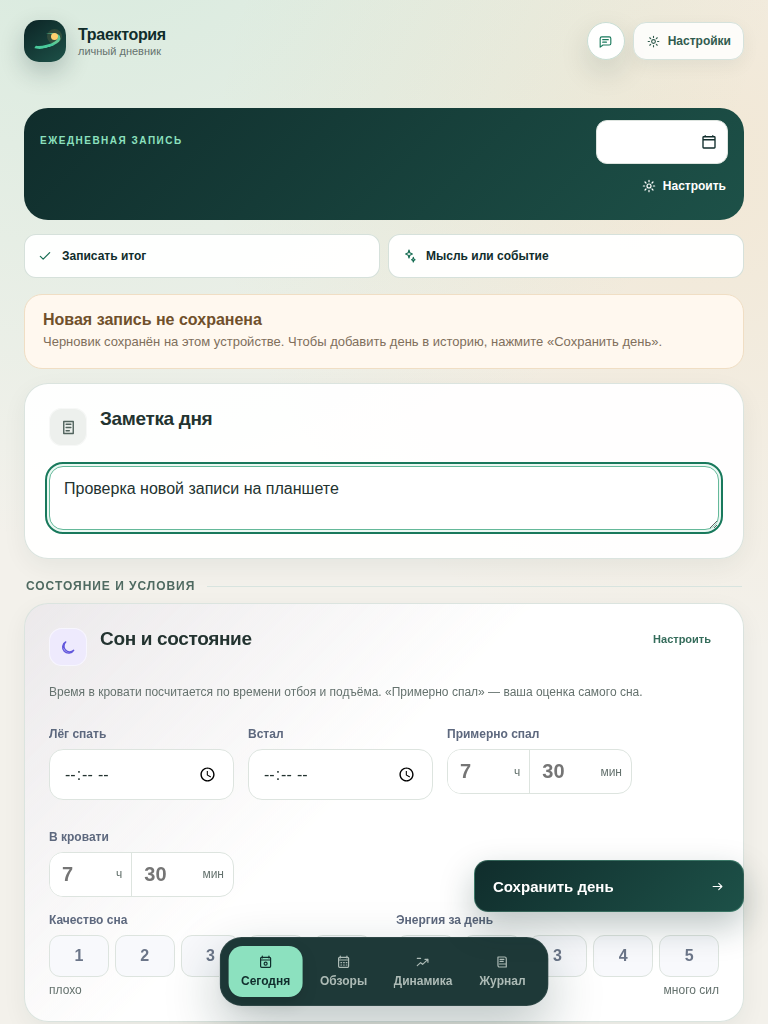 Траектория
личный дневник
Настройки
ЕЖЕДНЕВНАЯ ЗАПИСЬ
Настроить
Записать итог
Мысль или событие
Новая запись не сохранена
Черновик сохранён на этом устройстве. Чтобы добавить день в историю, нажмите «Сохранить день».
Заметка дня
Проверка новой записи на планшете
СОСТОЯНИЕ И УСЛОВИЯ
Сон и состояние
Настроить
Время в кровати посчитается по времени отбоя и подъёма. «Примерно спал» — ваша оценка самого сна.
Лёг спать
Встал
Примерно спал
--:-- --
--:-- --
7 ч 30 мин
В кровати
7 ч 30 мин
Сохранить день
Качество сна
Энергия за день
1 2 3
3 4 5
плохо
много сил
Сегодня
Обзоры
Динамика
Журнал